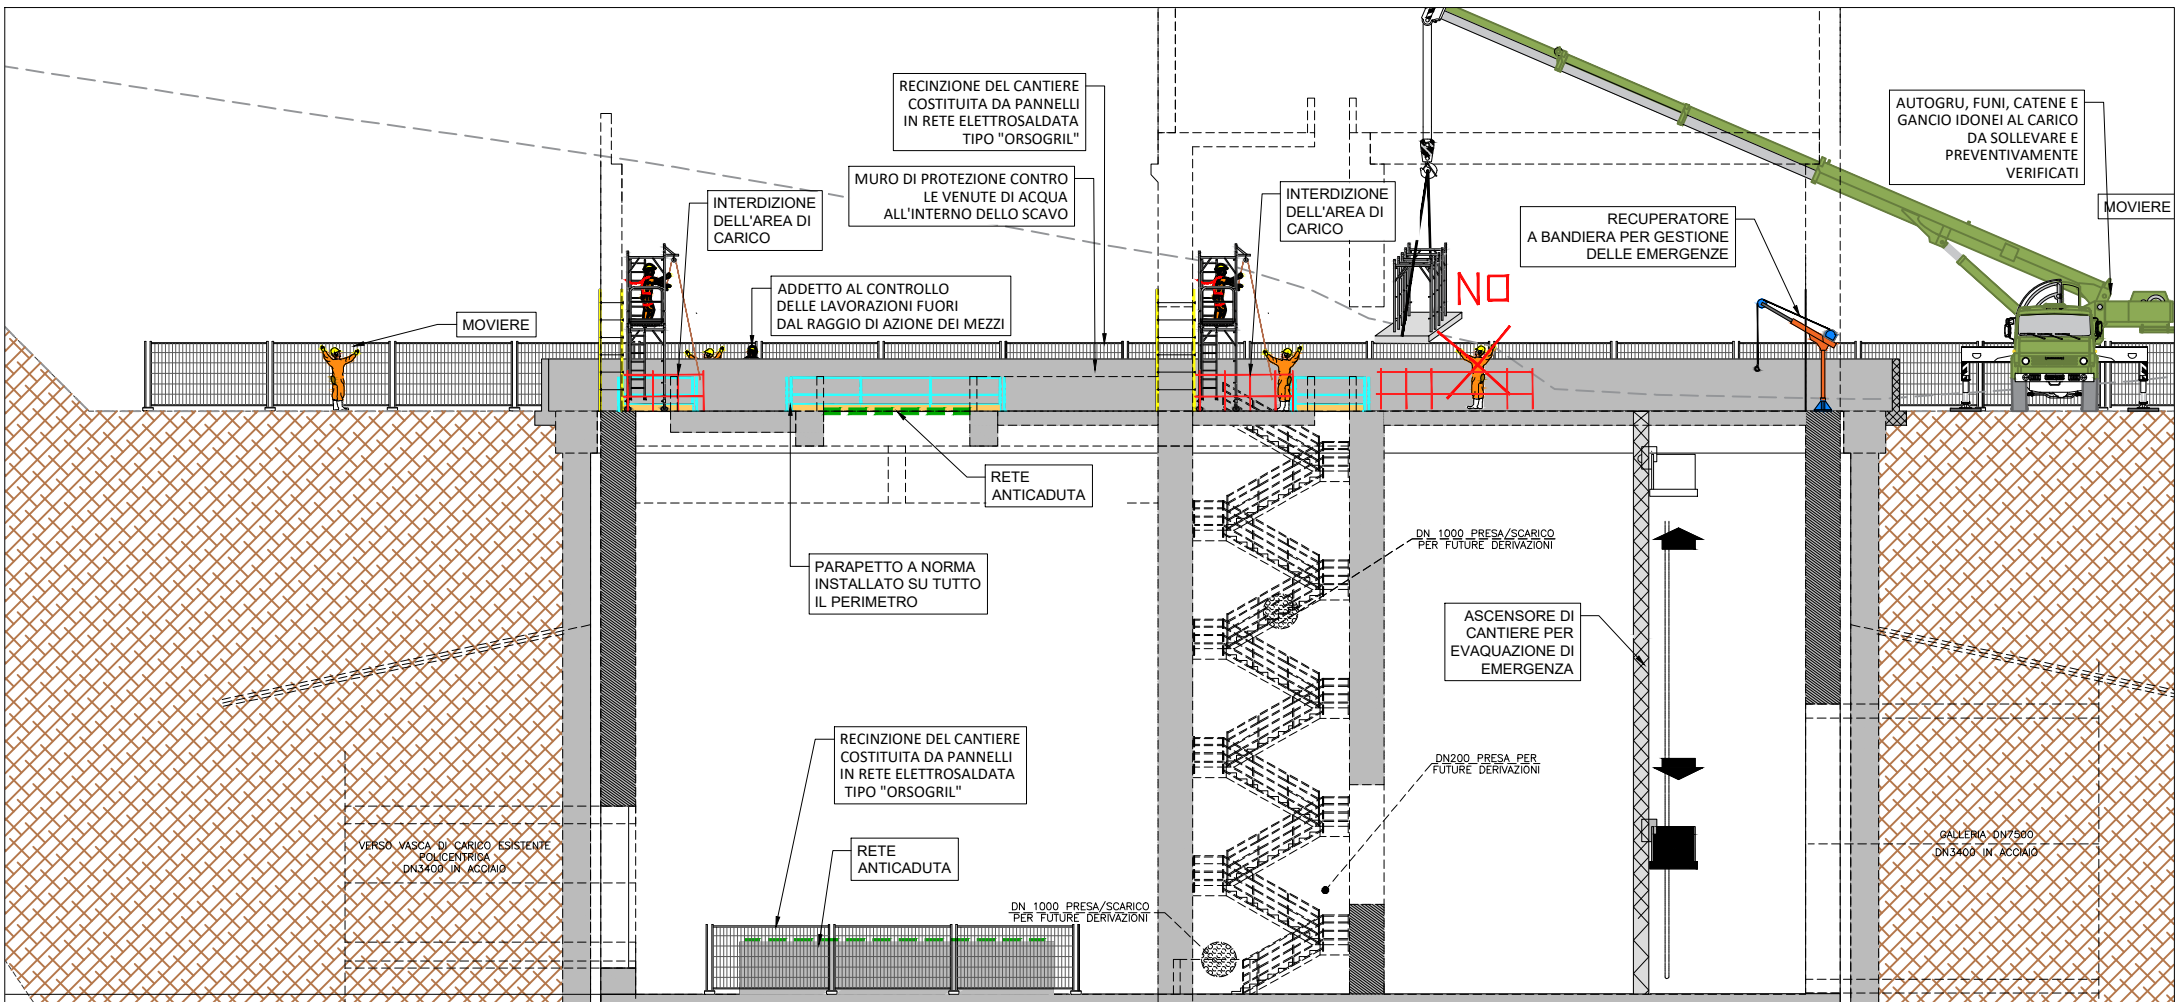 RECINZIONE DEL CANTIERE
COSTITUITA DA PANNELLI
IN RETE ELETTROSALDATA
TIPO "ORSOGRIL"
AUTOGRU, FUNI, CATENE E
GANCIO IDONEI AL CARICO
DA SOLLEVARE E
PREVENTIVAMENTE
VERIFICATI
MURO DI PROTEZIONE CONTRO
LE VENUTE DI ACQUA
ALL'INTERNO DELLO SCAVO
INTERDIZIONE
DELL'AREA DI
CARICO
INTERDIZIONE
DELL'AREA DI
CARICO
RECUPERATORE
A BANDIERA PER GESTIONE
DELLE EMERGENZE
MOVIERE
NO
ADDETTO AL CONTROLLO
DELLE LAVORAZIONI FUORI
DAL RAGGIO DI AZIONE DEI MEZZI
MOVIERE
RETE
ANTICADUTA
DN 1000 PRESA/SCARICO
PER FUTURE DERIVAZIONI
PARAPETTO A NORMA
INSTALLATO SU TUTTO
IL PERIMETRO
ASCENSORE DI
CANTIERE PER
EVAQUAZIONE DI
EMERGENZA
RECINZIONE DEL CANTIERE
COSTITUITA DA PANNELLI
IN RETE ELETTROSALDATA
TIPO "ORSOGRIL"
DN200 PRESA PER
FUTURE DERIVAZIONI
VERSO VASCA DI CARICO ESISTENTE
POLICENTRICA
DN3400 IN ACCIAIO
RETE
ANTICADUTA
GALLERIA DN7500
DN3400 IN ACCIAIO
DN 1000 PRESA/SCARICO
PER FUTURE DERIVAZIONI